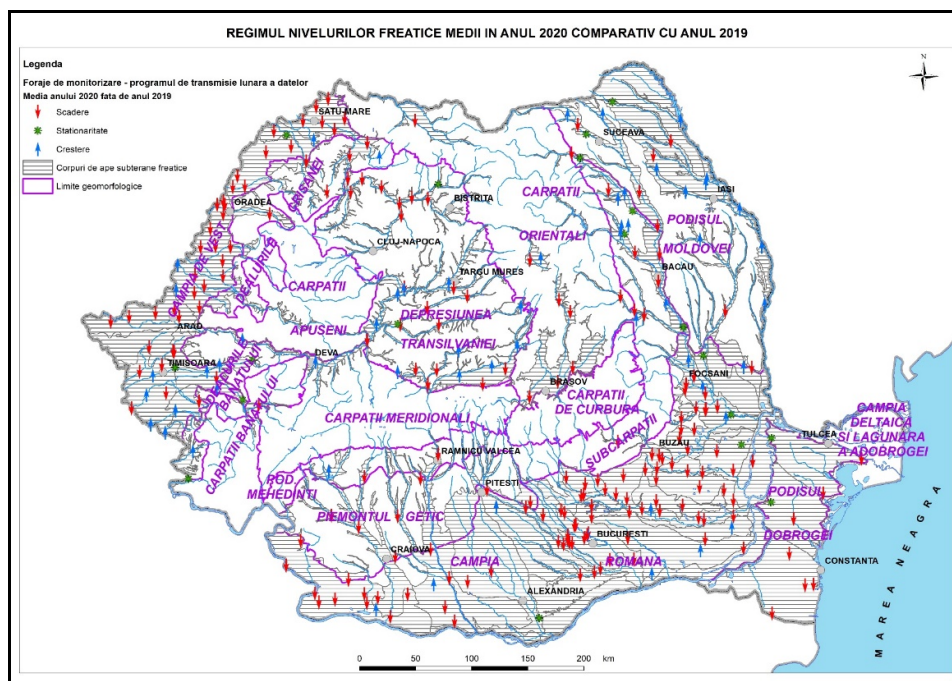 REGIMUL NIVELURILOR FREATICE MEDII IN ANUL 2020 COMPARATIV CU ANUL 2019
Legenda
Foraje de monitorizare - programul de transmisie lunara a datelor
Media anului 2020 fata de anul 2019
Scadere
Stationaritate
Crestere
Corpuri de ape subterane freatice
Limite geomorfologice
N
SATU-MARE
SUCEAVA
IASI
ORADEA
CRISANEI
BISTRITA
CARPATII
ORIENTALI
PODISUL
MOLDOVEI
CLUJ-NAPOCA
BACAU
CAMPIA DE VEST
DEALURILE
CARPATII
APUSENI
TARGU MURES
DEPRESIUNEA
TRANSILVANIEI
ARAD
TIMISOARA
DEVA
DEALURILE
BANATULUI
CARPATII BANATULUI
BRASOV
FOCSANI
CARPATII
DE CURBURA
CARPATII MERIDIONALI
SUBCARPATII
BUZAU
TULCEA
CAMPIA
DELTAICA
SI LAGUNARA
A ADOBROGEI
RAMNICU VALCEA
POD.
MEHEDINTI
PITESTI
PODISUL
DOBROGEI
PIEMONTUL GETIC
BUCURESTI
CRAIOVA
CAMPIA
ROMANA
CONSTANTA
ALEXANDRIA
MAREA NEAGRA
0 50 100 150 200 km